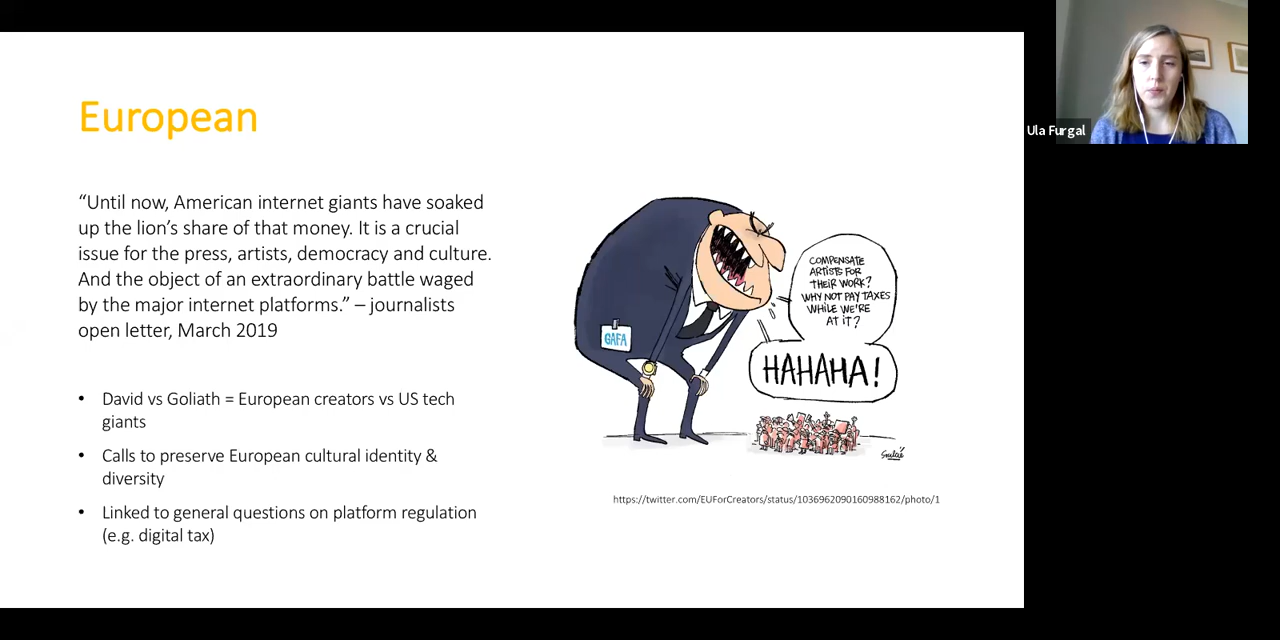 European
“Until now, American internet giants have soaked
up the lion’s share of that money. It is a crucial
issue for the press, artists, democracy and culture.
And the object of an extraordinary battle waged
by the major internet platforms.” – journalists
open letter, March 2019
• David vs Goliath = European creators vs US tech
giants
• Calls to preserve European cultural identity &
diversity
• Linked to general questions on platform regulation
(e.g. digital tax)
GAFA
COMPENSATE
ARTISTS FOR
THEIR WORK?
WHY NOT PAY TAXES
WHILE WE'RE
AT IT?
HAHAHA!
https://twitter.com/EUForCreators/status/1036962090160988162/photo/1
Ula Furgal